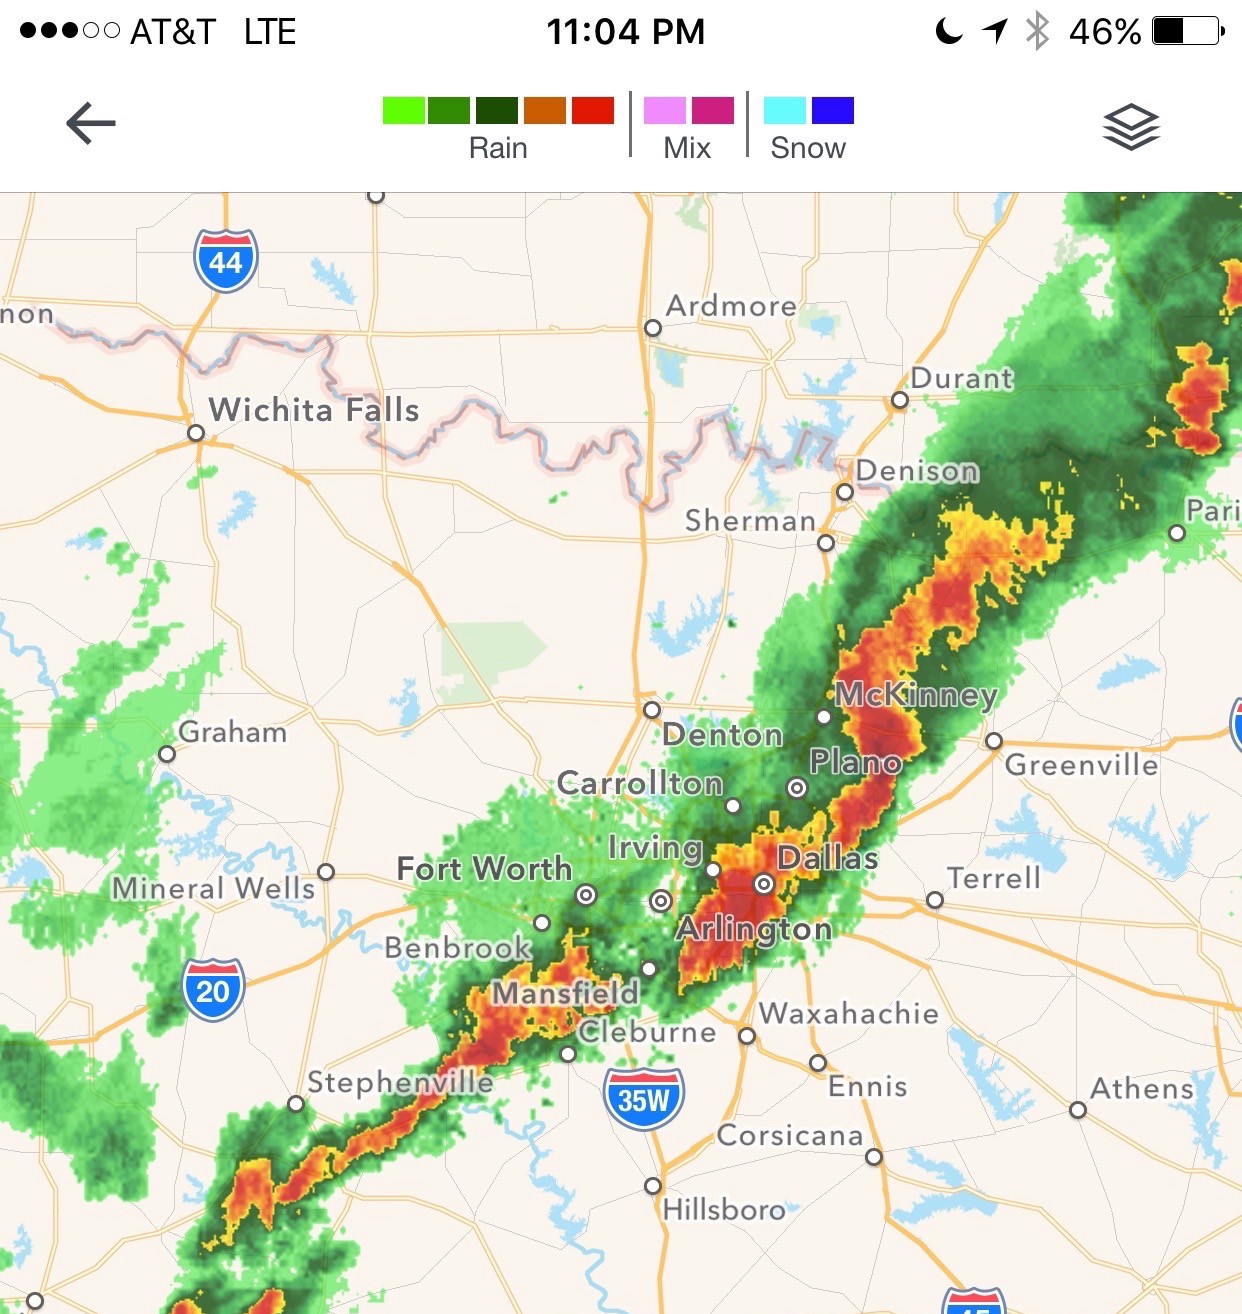 AT&T LTE 11:04 PM 46%
Rain Mix Snow
44
non
Ardmore
Durant
Wichita Falls
Denison
Sherman
Pari
McKinney
Denton
Graham
Plano
Greenville
Carrollton
Irving
Dallas
Fort Worth
Mineral Wells
Terrell
Arlington
Benbrook
20
Mansfield
Waxahachie
Cleburne
Stephenville
Ennis
35W
Athens
Corsicana
Hillsboro
45